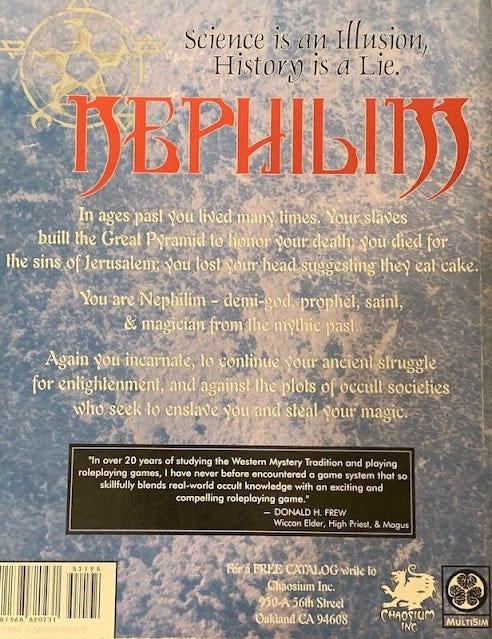 Science is an Illusion,
History is a Lie.
NEPHILIM
In ages past you lived many times. Your slaves
built the Great Pyramid to honor your death; you died for
the sins of Jerusalem; you lost your head suggesting they eat cake.
You are Nephilim – demi-god, prophet, saint,
& magician from the mythic past.
Again you incarnate, to continue your ancient struggle
for enlightenment, and against the plots of occult societies
who seek to enslave you and steal your magic.
"In over 20 years of studying the Western Mystery Tradition and playing
roleplaying games, I have never before encountered a game system that so
skillfully blends real-world occult knowledge with an exciting and
compelling roleplaying game."
— DONALD H. FREW
Wiccan Elder, High Priest, & Magus
52195
81568 82031
For a FREE CATALOG write to
Chaosium Inc.
950-A 56th Street
Oakland CA 94608
CHAOSIUM
INC
MULTISIM